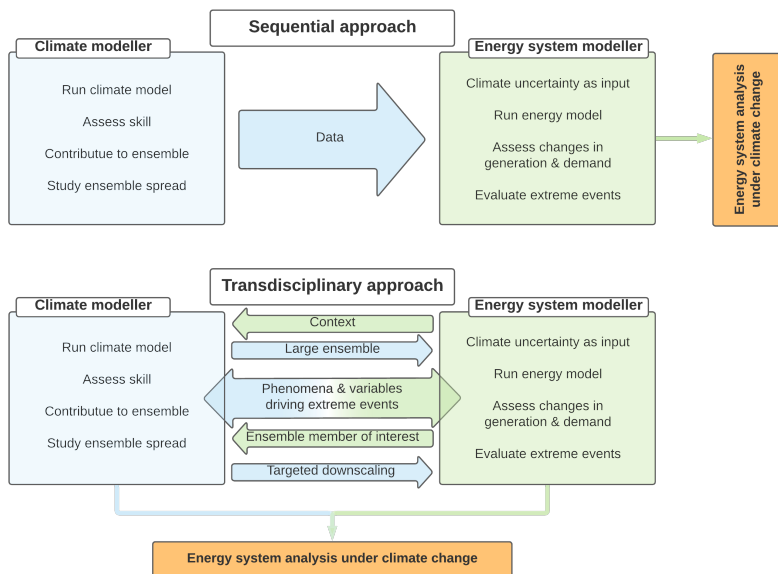 Sequential approach
Climate modeller
Run climate model
Assess skill
Contributue to ensemble
Study ensemble spread
Data
Energy system modeller
Climate uncertainty as input
Run energy model
Assess changes in
generation & demand
Evaluate extreme events
Energy system analysis
under climate change
Transdisciplinary approach
Climate modeller
Run climate model
Assess skill
Contributue to ensemble
Study ensemble spread
Context
Large ensemble
Phenomena & variables
driving extreme events
Ensemble member of interest
Targeted downscaling
Energy system modeller
Climate uncertainty as input
Run energy model
Assess changes in
generation & demand
Evaluate extreme events
Energy system analysis under climate change